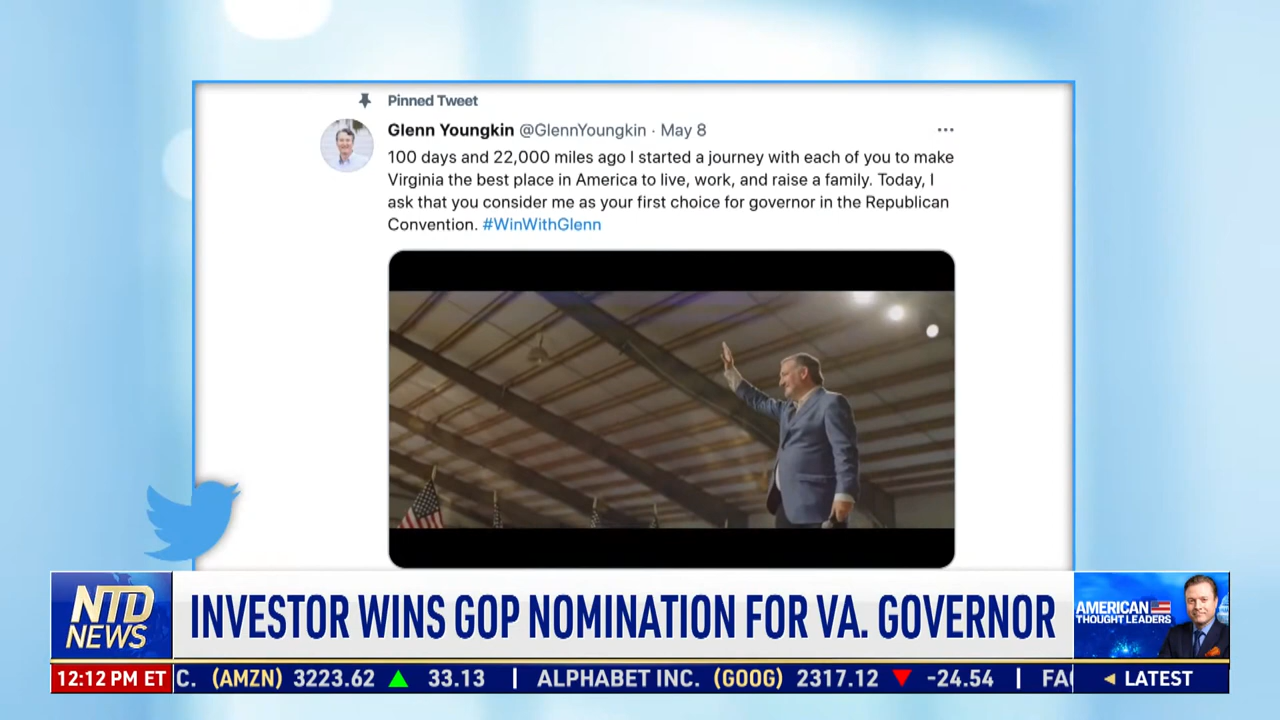 Pinned Tweet
Glenn Youngkin @GlennYoungkin · May 8
100 days and 22,000 miles ago I started a journey with each of you to make
Virginia the best place in America to live, work, and raise a family. Today, I
ask that you consider me as your first choice for governor in the Republican
Convention. #WinWithGlenn
NTD
NEWS
INVESTOR WINS GOP NOMINATION FOR VA. GOVERNOR
AMERICAN
THOUGHT LEADERS
12:12 PM ET C. (AMZN) 3223.62 ▲ 33.13 | ALPHABET INC. (GOOG) 2317.12 ▼ -24.54 | FA ◄ LATEST